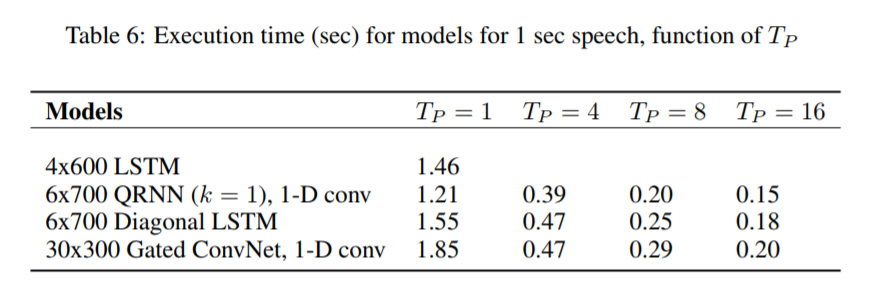 Table 6: Execution time (sec) for models for 1 sec speech, function of T_P
Models T_P = 1 T_P = 4 T_P = 8 T_P = 16
4x600 LSTM 1.46
6x700 QRNN (k = 1), 1-D conv 1.21 0.39 0.20 0.15
6x700 Diagonal LSTM 1.55 0.47 0.25 0.18
30x300 Gated ConvNet, 1-D conv 1.85 0.47 0.29 0.20